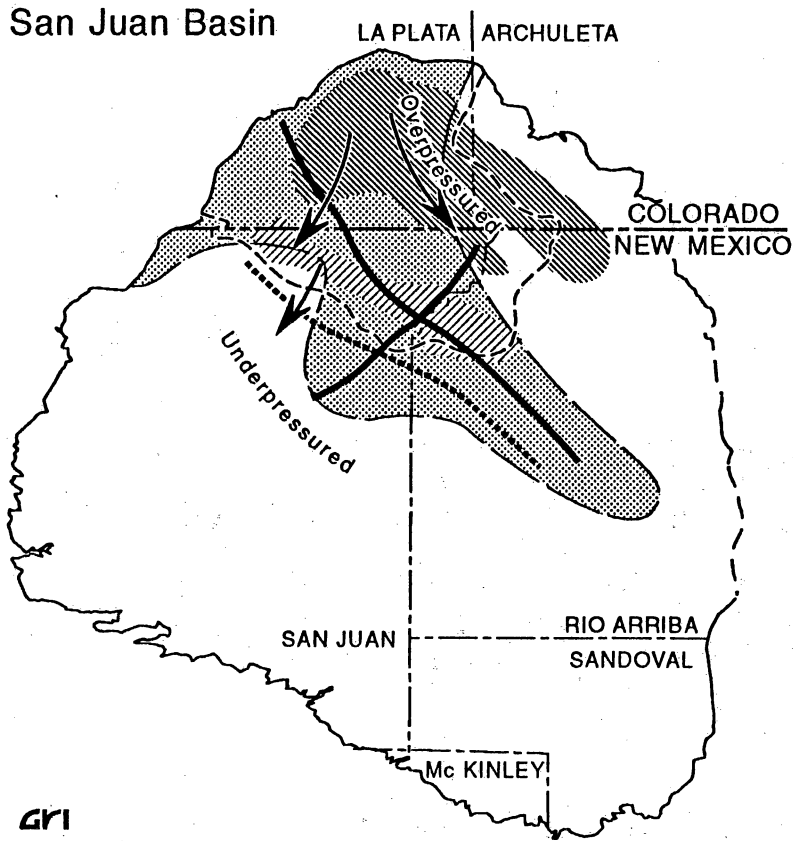 San Juan Basin
LA PLATA
ARCHULETA
Overpressured
COLORADO
NEW MEXICO
Underpressured
SAN JUAN
RIO ARRIBA
SANDOVAL
Mc KINLEY
GRI